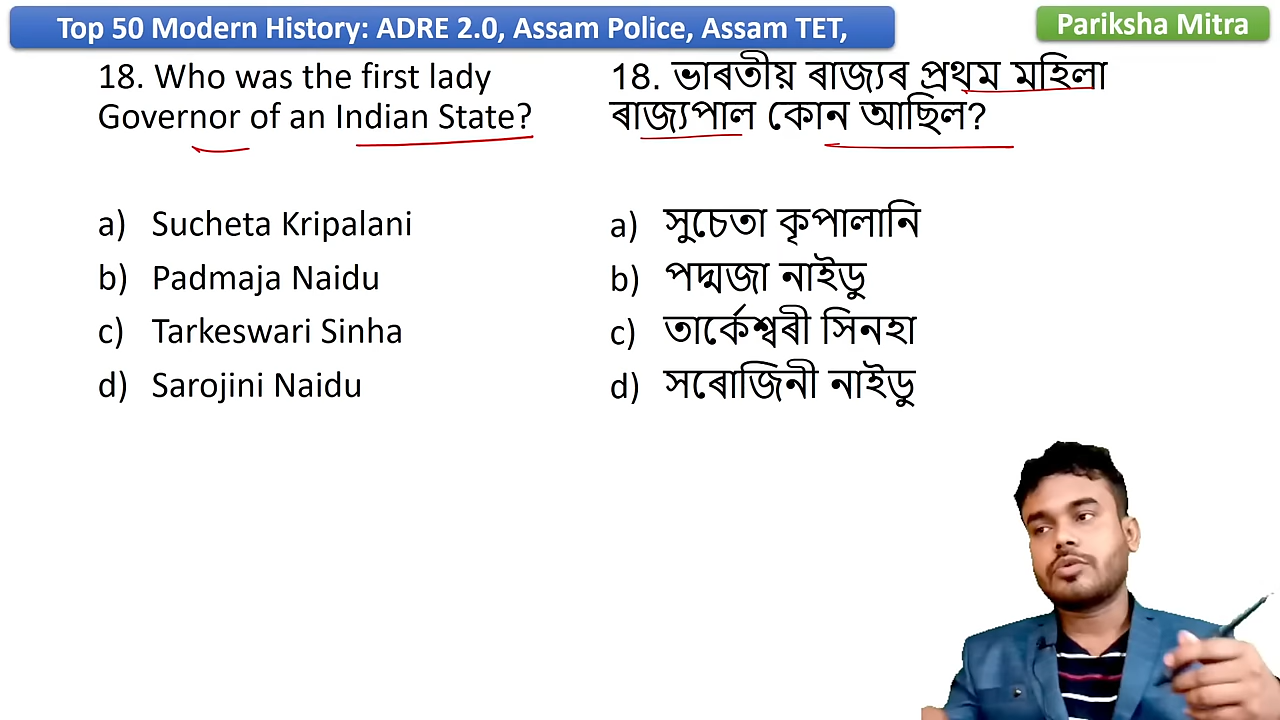 Top 50 Modern History: ADRE 2.0, Assam Police, Assam TET,
Pariksha Mitra
18. Who was the first lady
Governor of an Indian State?
a) Sucheta Kripalani
b) Padmaja Naidu
c) Tarkeswari Sinha
d) Sarojini Naidu
18. ভাৰতীয় ৰাজ্যৰ প্ৰথম মহিলা
ৰাজ্যপাল কোন আছিল?
a) সুচেতা কৃপালানি
b) পদ্মজা নাইডু
c) তাৰ্কেশ্বৰী সিনহা
d) সৰোজিনী নাইডু